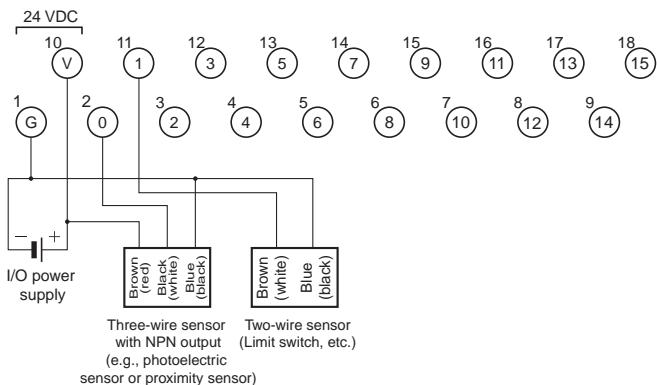 24 VDC
10 11 12 13 14 15 16 17 18
V 1 3 5 7 9 11 13 15
1 2 3 4 5 6 7 8 9
G 0 2 4 6 8 10 12 14
− +
I/O power
supply
Brown
(red)
Black
(white)
Blue
(black)
Brown
(white)
Blue
(black)
Three-wire sensor
with NPN output
(e.g., photoelectric
sensor or proximity sensor)
Two-wire sensor
(Limit switch, etc.)